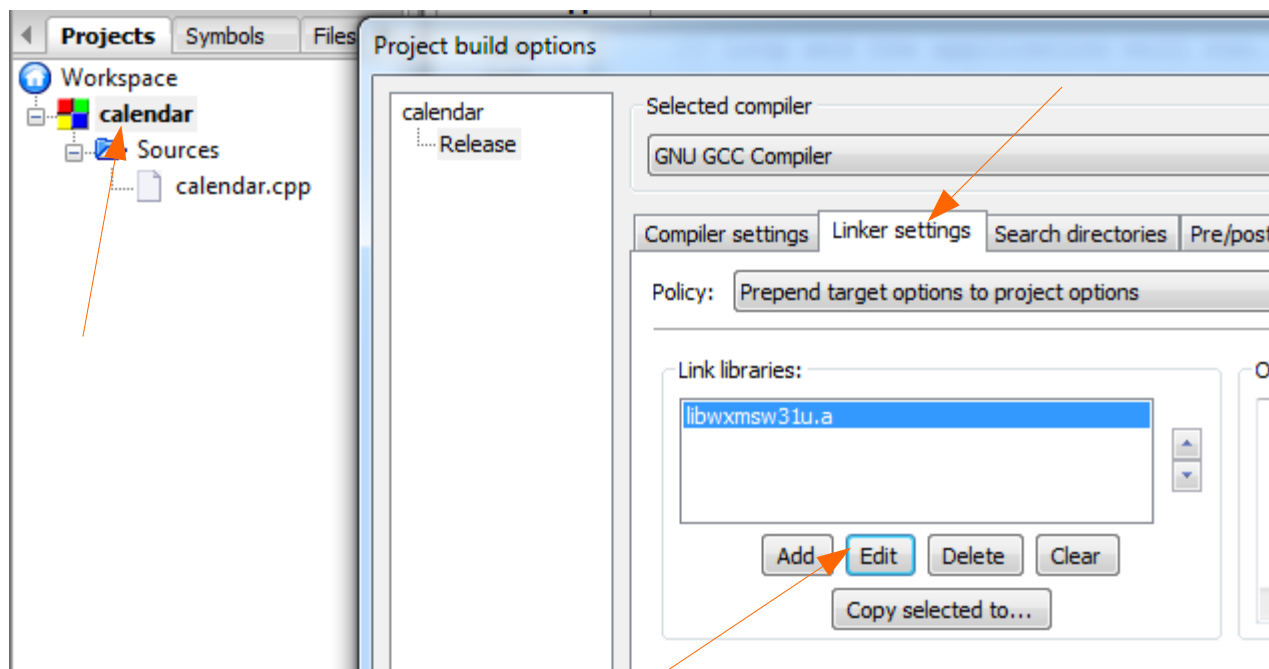 Projects Symbols Files
Workspace
calendar
Sources
calendar.cpp
Project build options
calendar
Release
Selected compiler
GNU GCC Compiler
Compiler settings Linker settings Search directories Pre/post
Policy: Prepend target options to project options
Link libraries:
libwxmsw31u.a
Add Edit Delete Clear
Copy selected to...